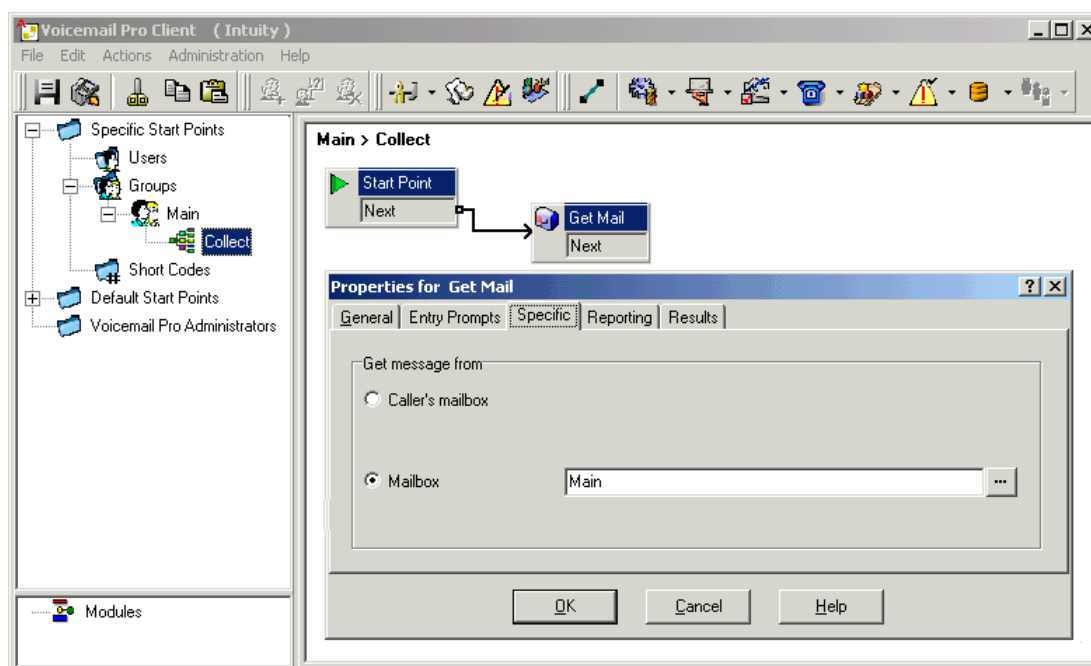 Voicemail Pro Client ( Intuity )
File Edit Actions Administration Help
Specific Start Points
Users
Groups
Main
Collect
Short Codes
Default Start Points
Voicemail Pro Administrators
Modules
Main > Collect
Start Point
Next
Get Mail
Next
Properties for Get Mail
General Entry Prompts Specific Reporting Results
Get message from
Caller's mailbox
Mailbox Main ...
OK Cancel Help